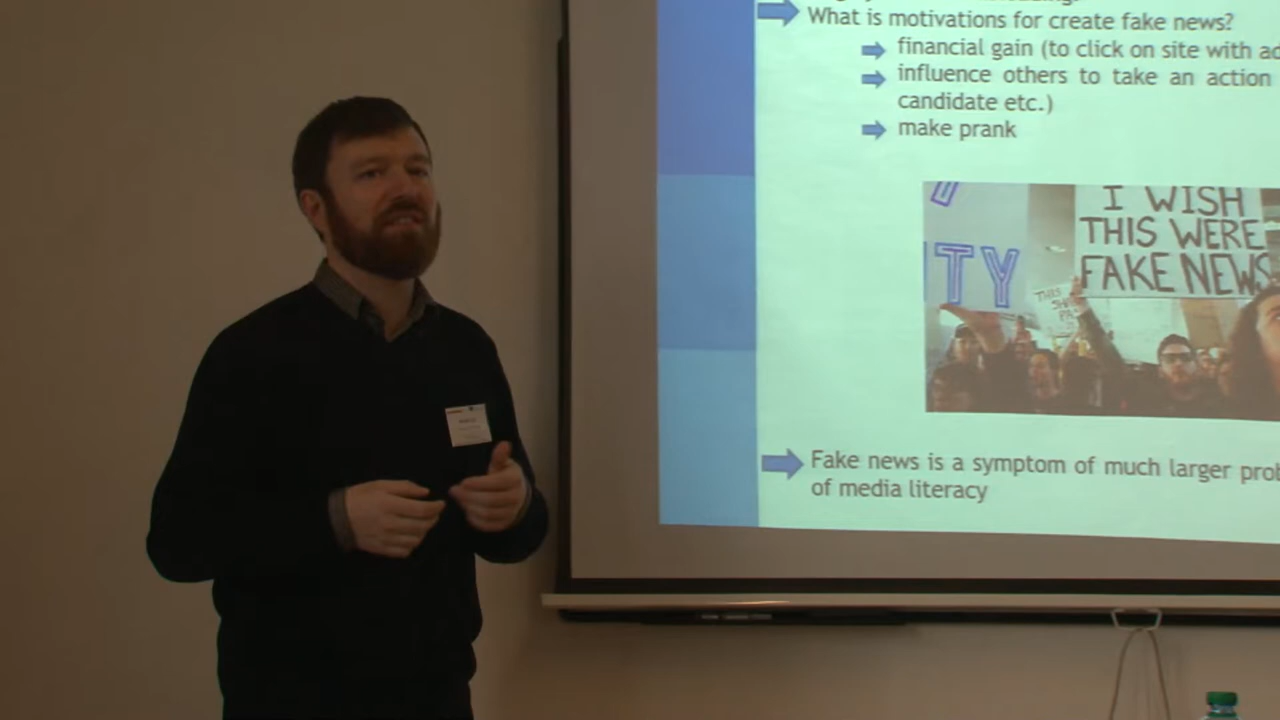 What is motivations for create fake news?
financial gain (to click on site with ad
influence others to take an action
candidate etc.)
make prank
TY
I WISH
THIS WERE
FAKE NEWS
THIS
Fake news is a symptom of much larger prob
of media literacy